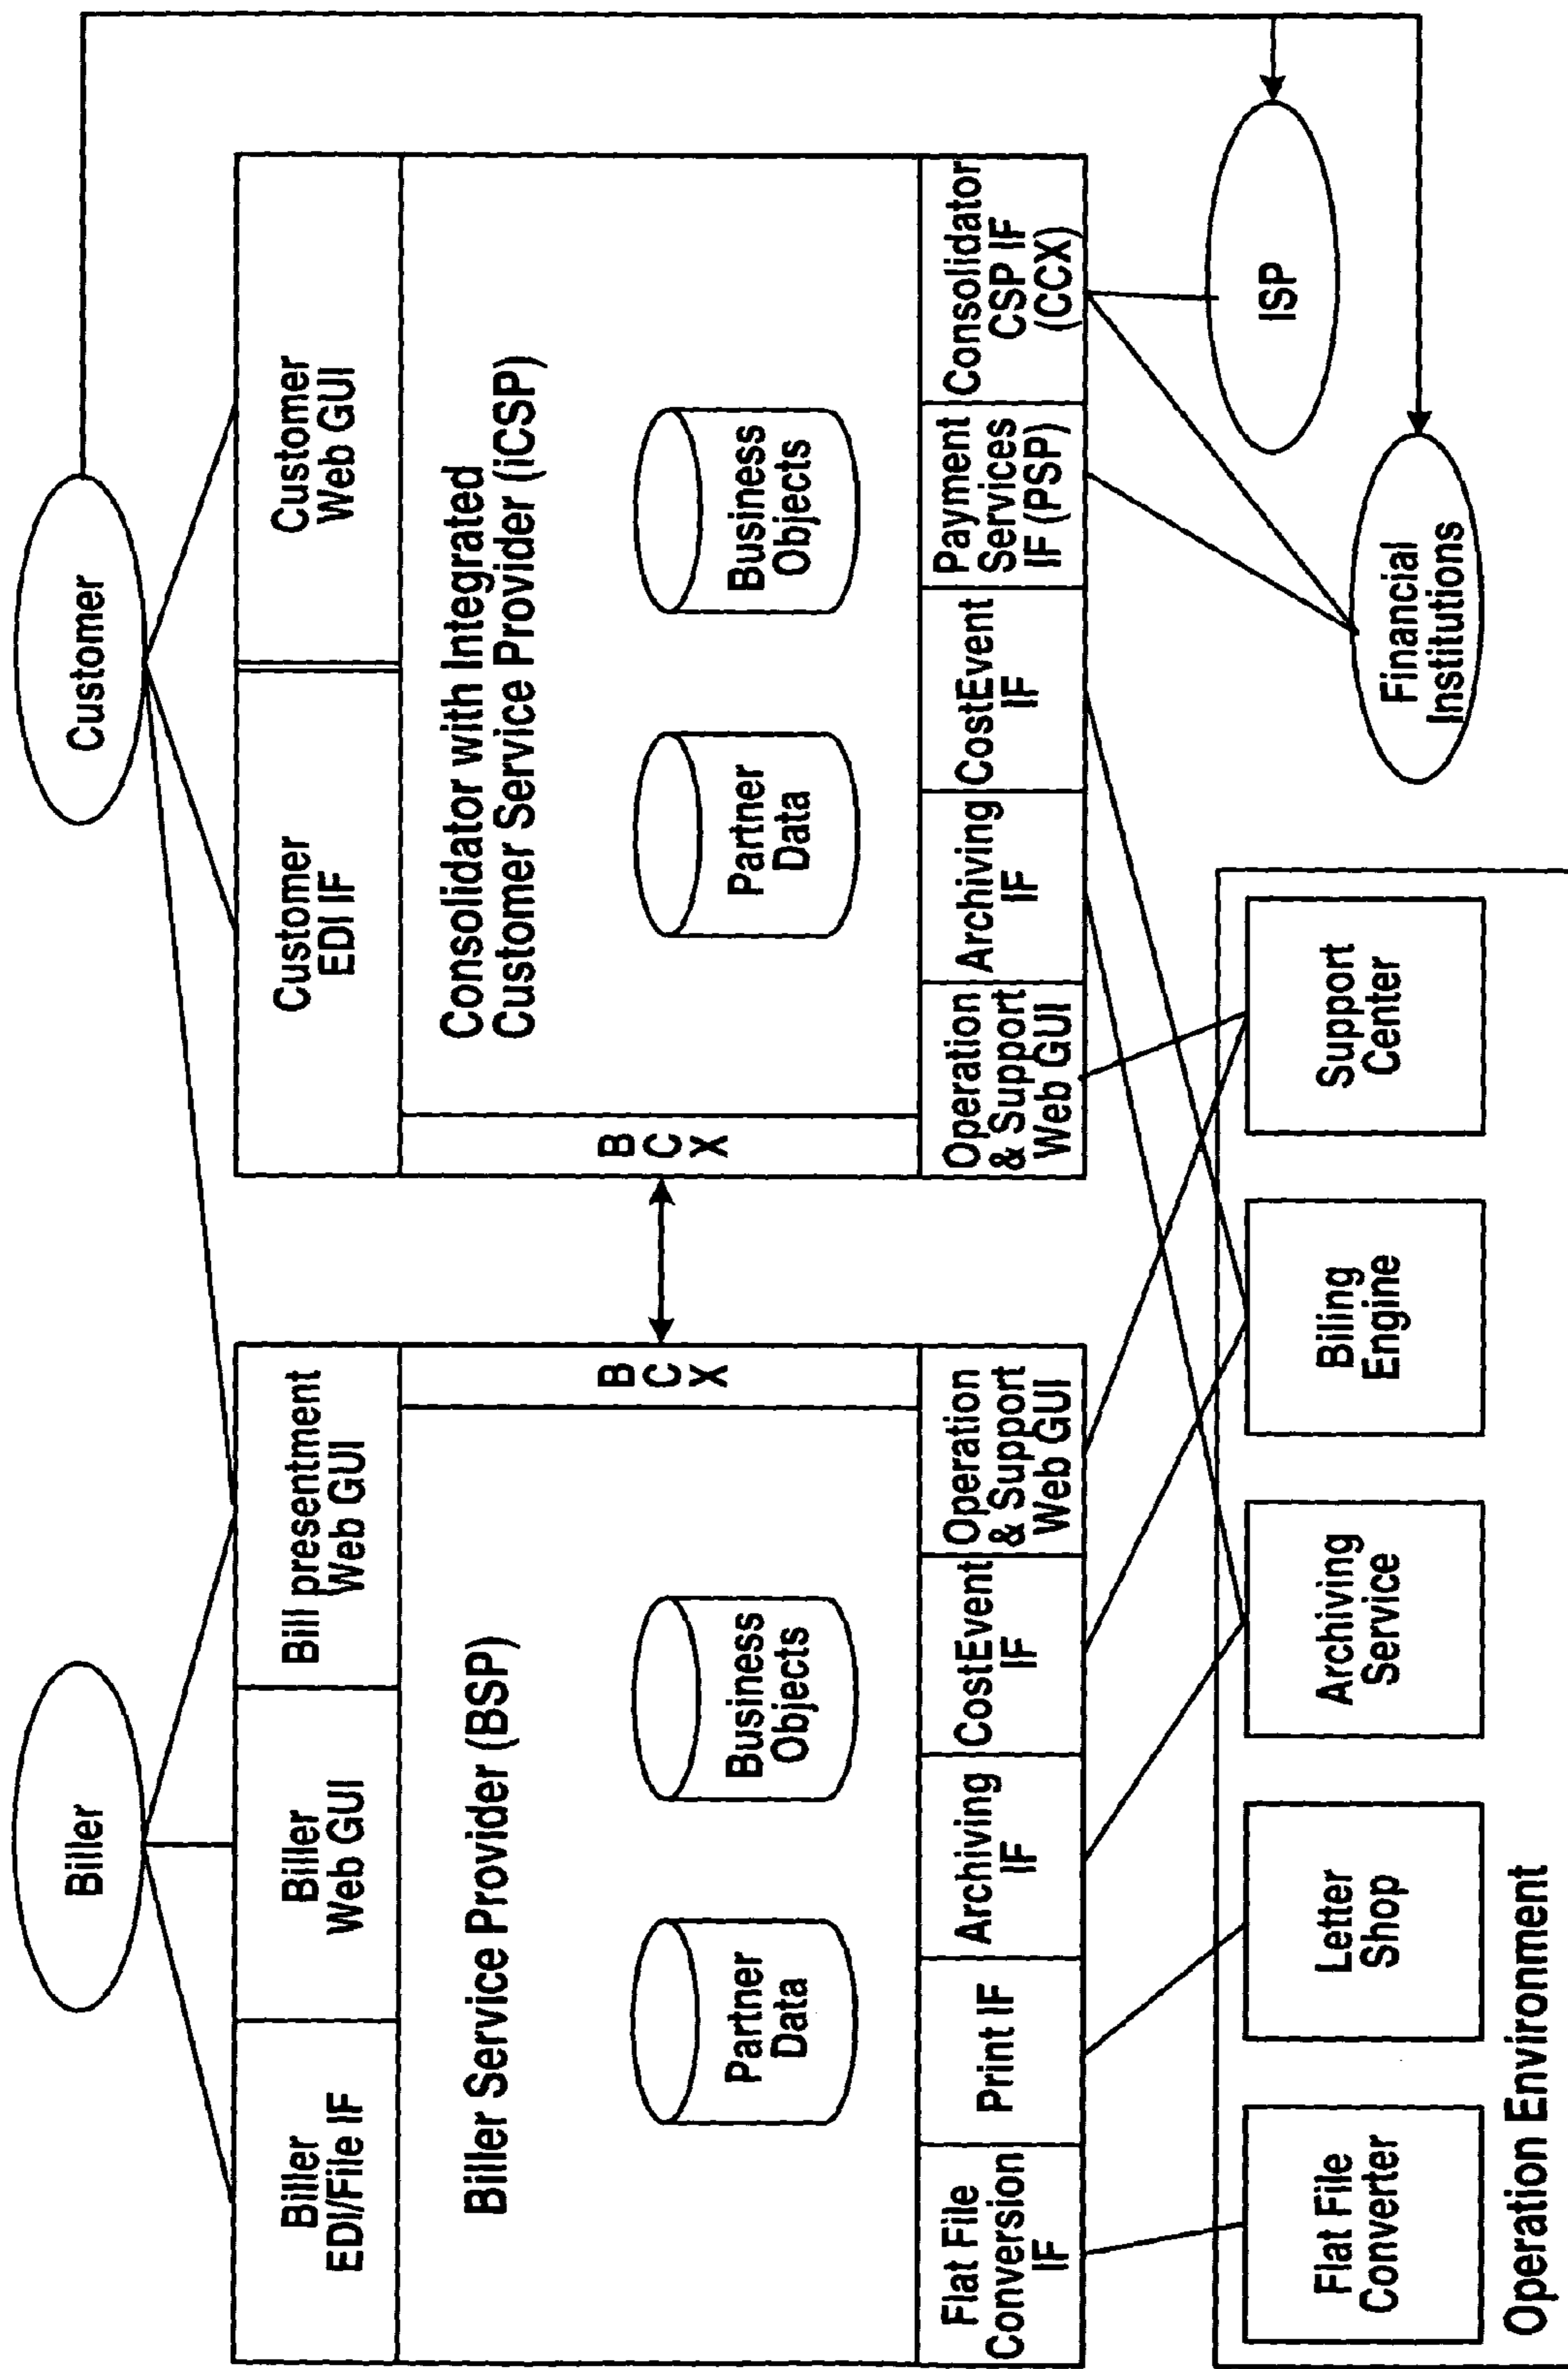 Biller
Customer
Biller
EDI/File IF
Biller
Web GUI
Bill presentment
Web GUI
Customer
EDI IF
Customer
Web GUI
Biller Service Provider (BSP)
Partner
Data
Business
Objects
B
C
X
B
C
X
Consolidator with Integrated
Customer Service Provider (iCSP)
Partner
Data
Business
Objects
Flat File
Conversion
IF
Print IF
Archiving
IF
CostEvent
IF
Operation
& Support
Web GUI
Operation
& Support
Web GUI
Archiving
IF
CostEvent
IF
Payment
Services
IF (PSP)
Consolidator
CSP IF
(CCX)
Flat File
Converter
Letter
Shop
Archiving
Service
Billing
Engine
Support
Center
Operation Environment
Financial
Institutions
ISP